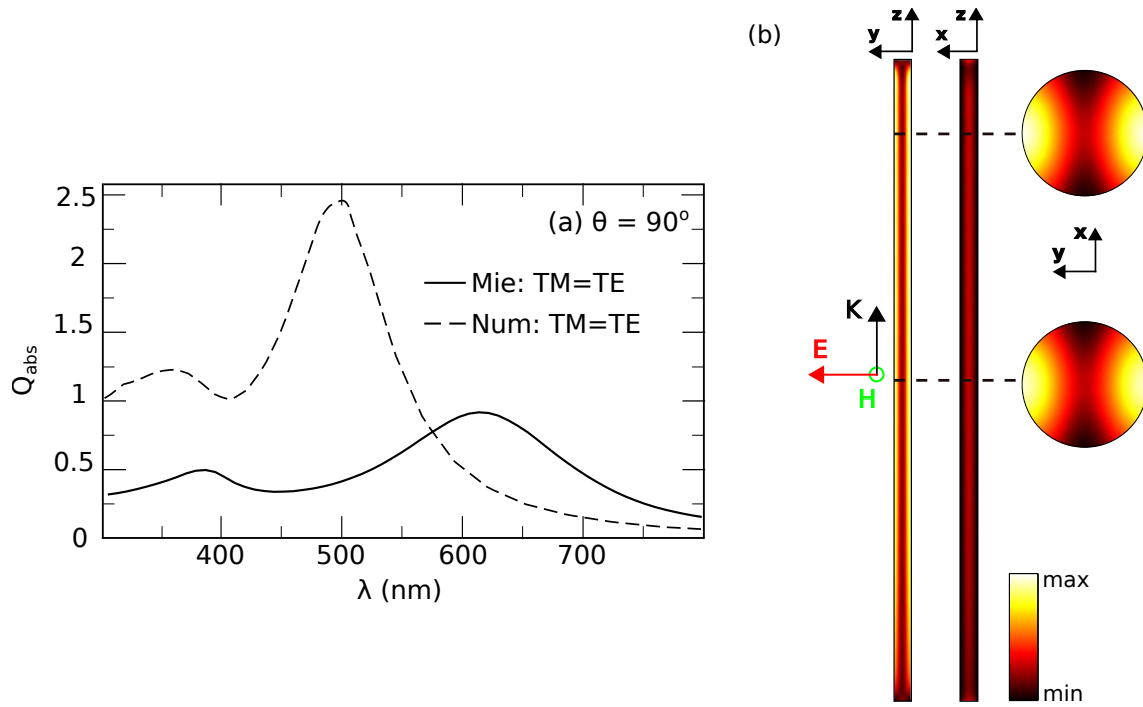 (a) θ = 90°
Mie: TM=TE
Num: TM=TE
Q_abs
2.5
2
1.5
1
0.5
0
400
500
600
700
λ (nm)
(b)
z
y
z
x
x
y
K
E
H
max
min